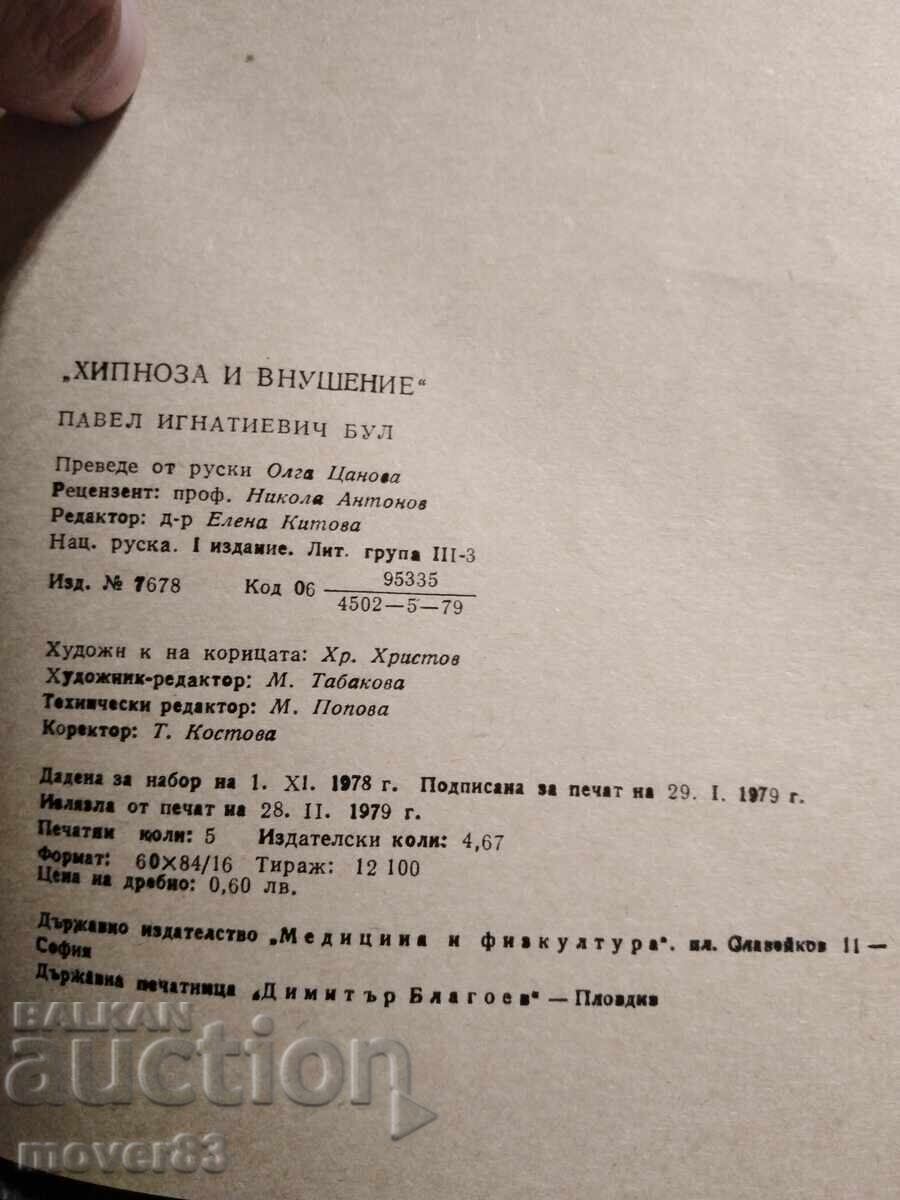 „ХИПНОЗА И ВНУШЕНИЕ“
ПАВЕЛ ИГНАТИЕВИЧ БУЛ
Преведе от руски Олга Цанова
Рецензент: проф. Никола Антонов
Редактор: д-р Елена Китова
Нац. руска. I издание. Лит. група III-3
Изд. № 7678 Код 06 95335
4502—5—79
Художн к на корицата: Хр. Христов
Художник-редактор: М. Табакова
Технически редактор: М. Попова
Коректор: Т. Костова
Дадена за набор на 1. XI. 1978 г. Подписана за печат на 29. I. 1979 г.
Излязла от печат на 28. II. 1979 г.
Печатни коли: 5 Издателски коли: 4,67
Формат: 60×84/16 Тираж: 12 100
Цена на дребно: 0,60 лв.
Държавно издателство „Медицина и физкултура“. пл. Славейков 11 —
София
Държавна печатница „Димитър Благоев“ — Пловдив
BALKAN
auction
mover83